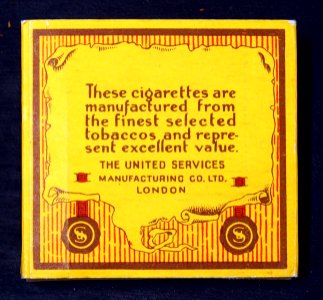 These cigarettes are
manufactured from
the finest selected
tobaccos and repre-
sent excellent value.
THE UNITED SERVICES
MANUFACTURING CO. LTD.
LONDON